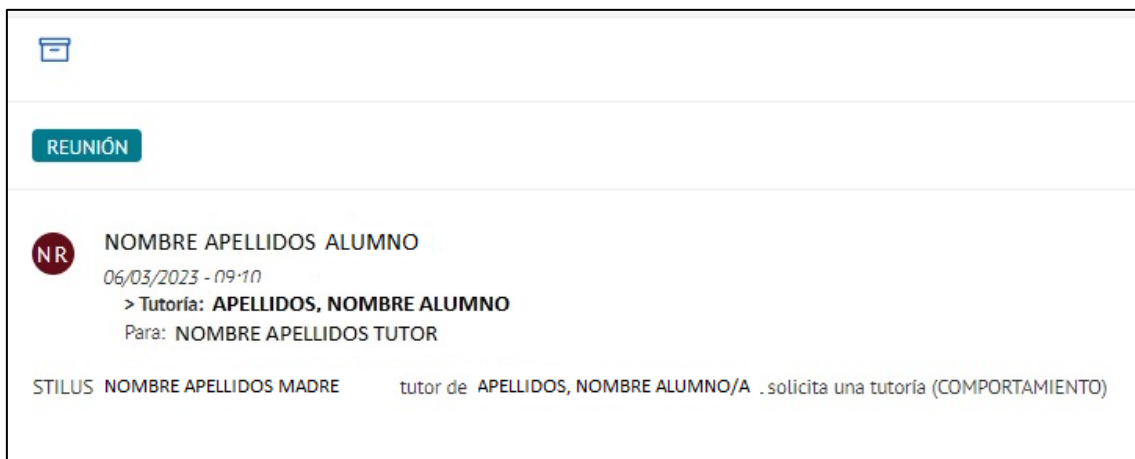 REUNIÓN
NR
NOMBRE APELLIDOS ALUMNO
06/03/2023 - 09:10
> Tutoría: APELLIDOS, NOMBRE ALUMNO
Para: NOMBRE APELLIDOS TUTOR
STILUS NOMBRE APELLIDOS MADRE tutor de APELLIDOS, NOMBRE ALUMNO/A . solicita una tutoría (COMPORTAMIENTO)